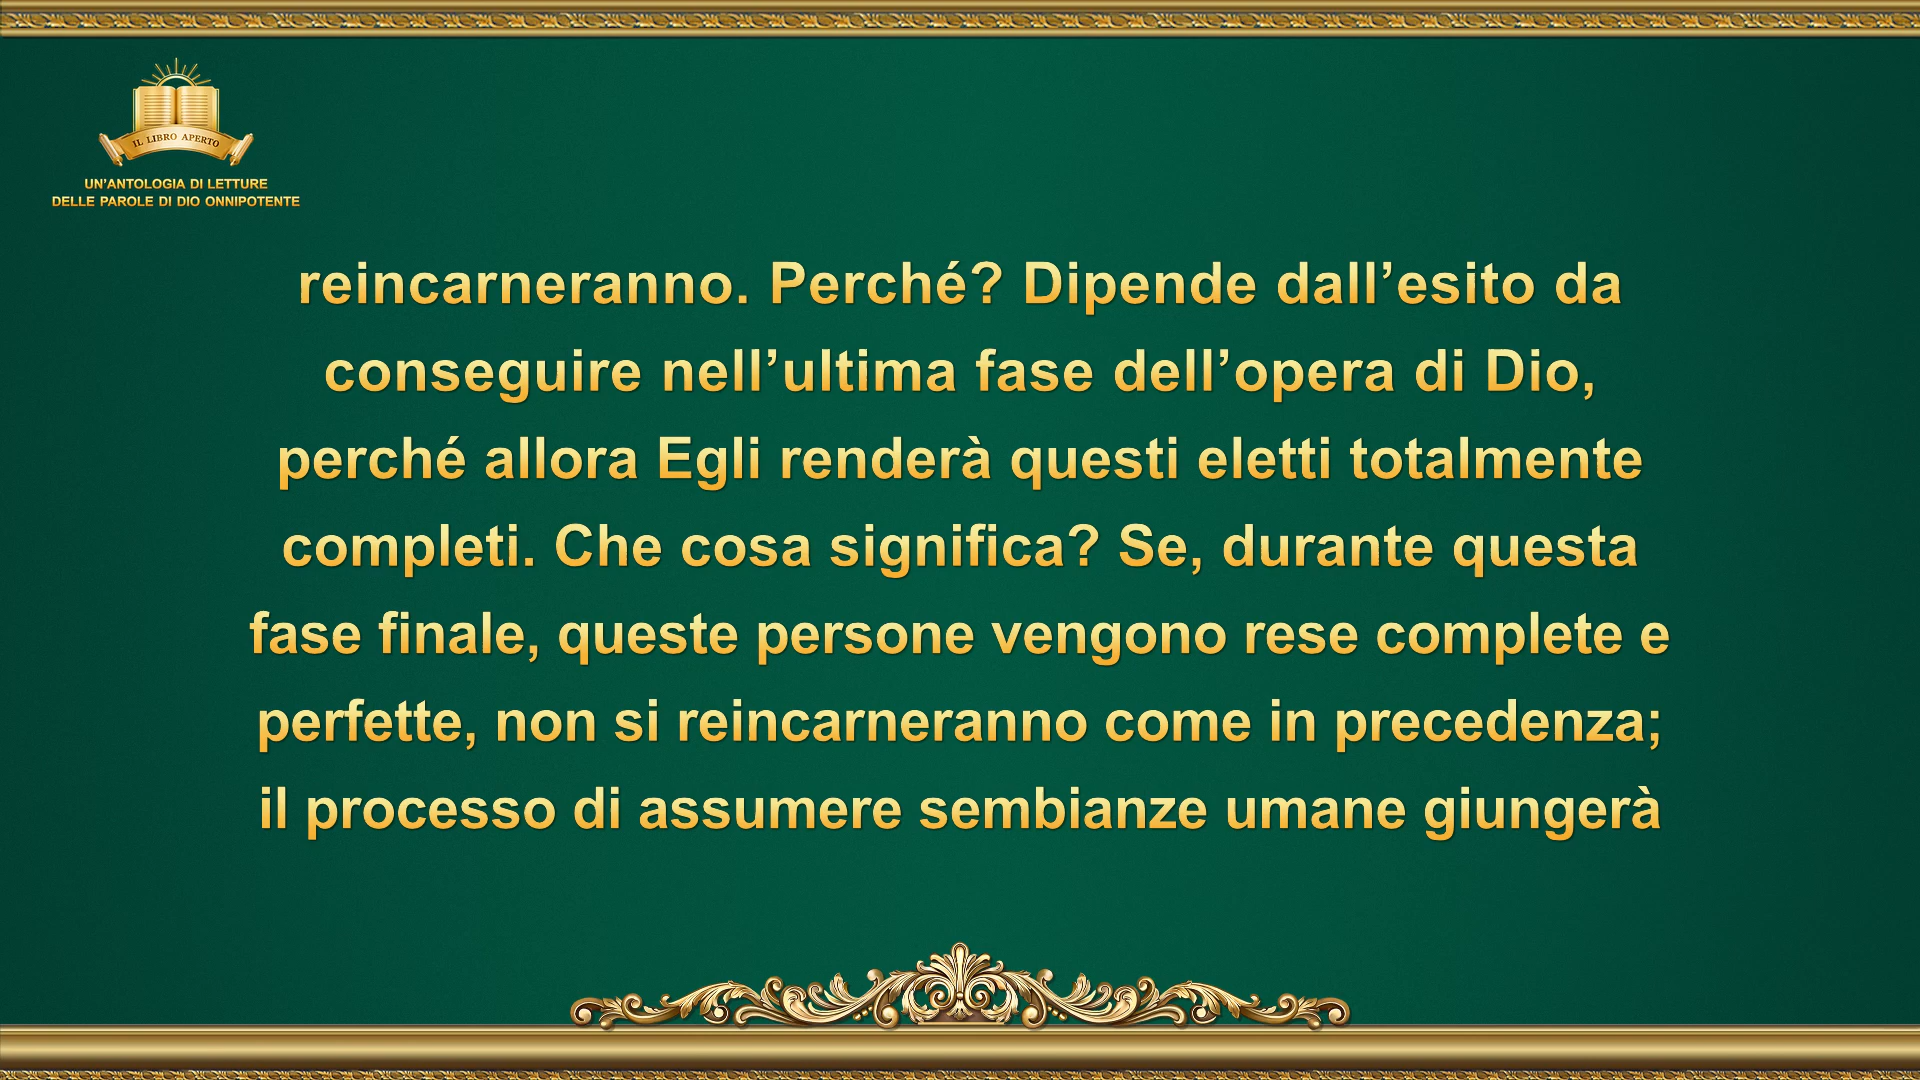 IL LIBRO APERTO
UN’ANTOLOGIA DI LETTURE
DELLE PAROLE DI DIO ONNIPOTENTE
reincarneranno. Perché? Dipende dall’esito da
conseguire nell’ultima fase dell’opera di Dio,
perché allora Egli renderà questi eletti totalmente
completi. Che cosa significa? Se, durante questa
fase finale, queste persone vengono rese complete e
perfette, non si reincarneranno come in precedenza;
il processo di assumere sembianze umane giungerà